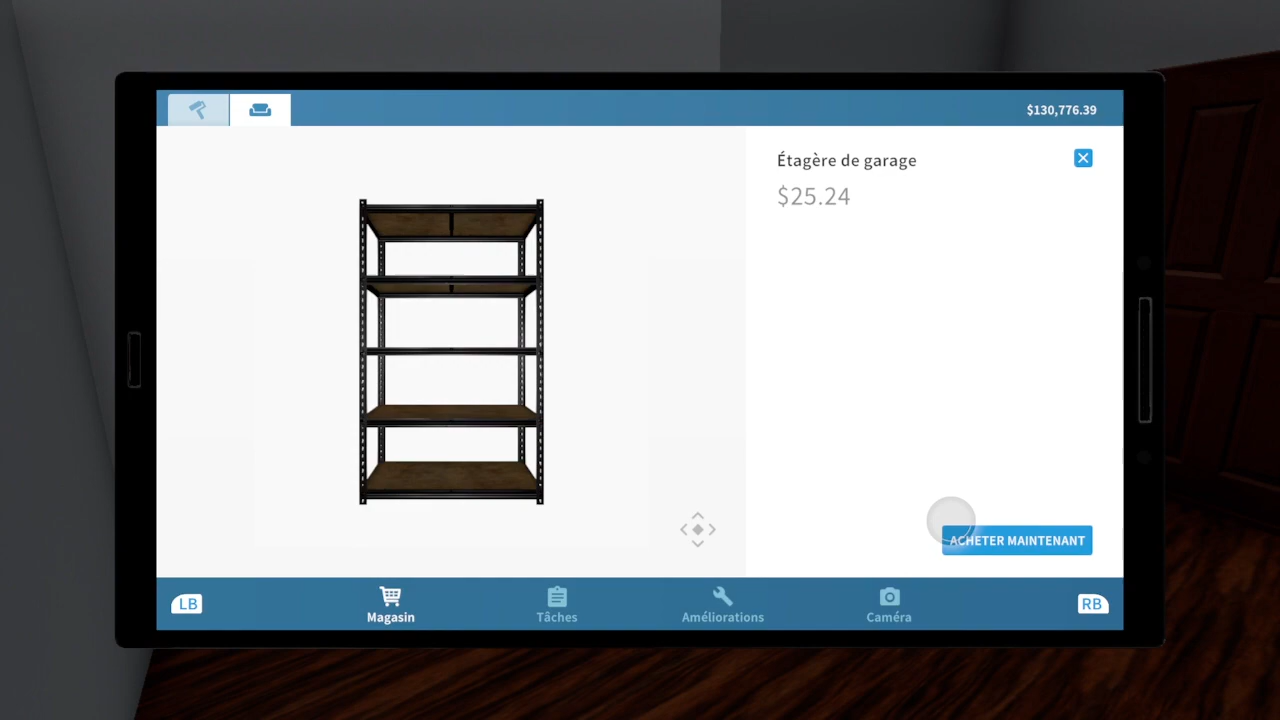 $130,776.39
Étagère de garage
$25.24
ACHETER MAINTENANT
LB
Magasin
Tâches
Améliorations
Caméra
RB